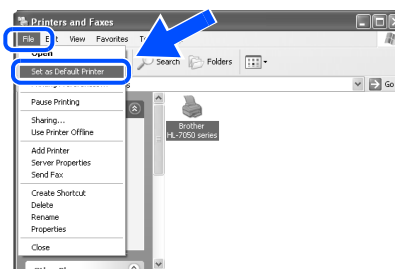 Printers and Faxes
File Edit View Favorites
Open
Search Folders
Set as Default Printer
Go
Pause Printing
Sharing...
Use Printer Offline
Brother
HL-7050 series
Add Printer
Server Properties
Send Fax
Create Shortcut
Delete
Rename
Properties
Close